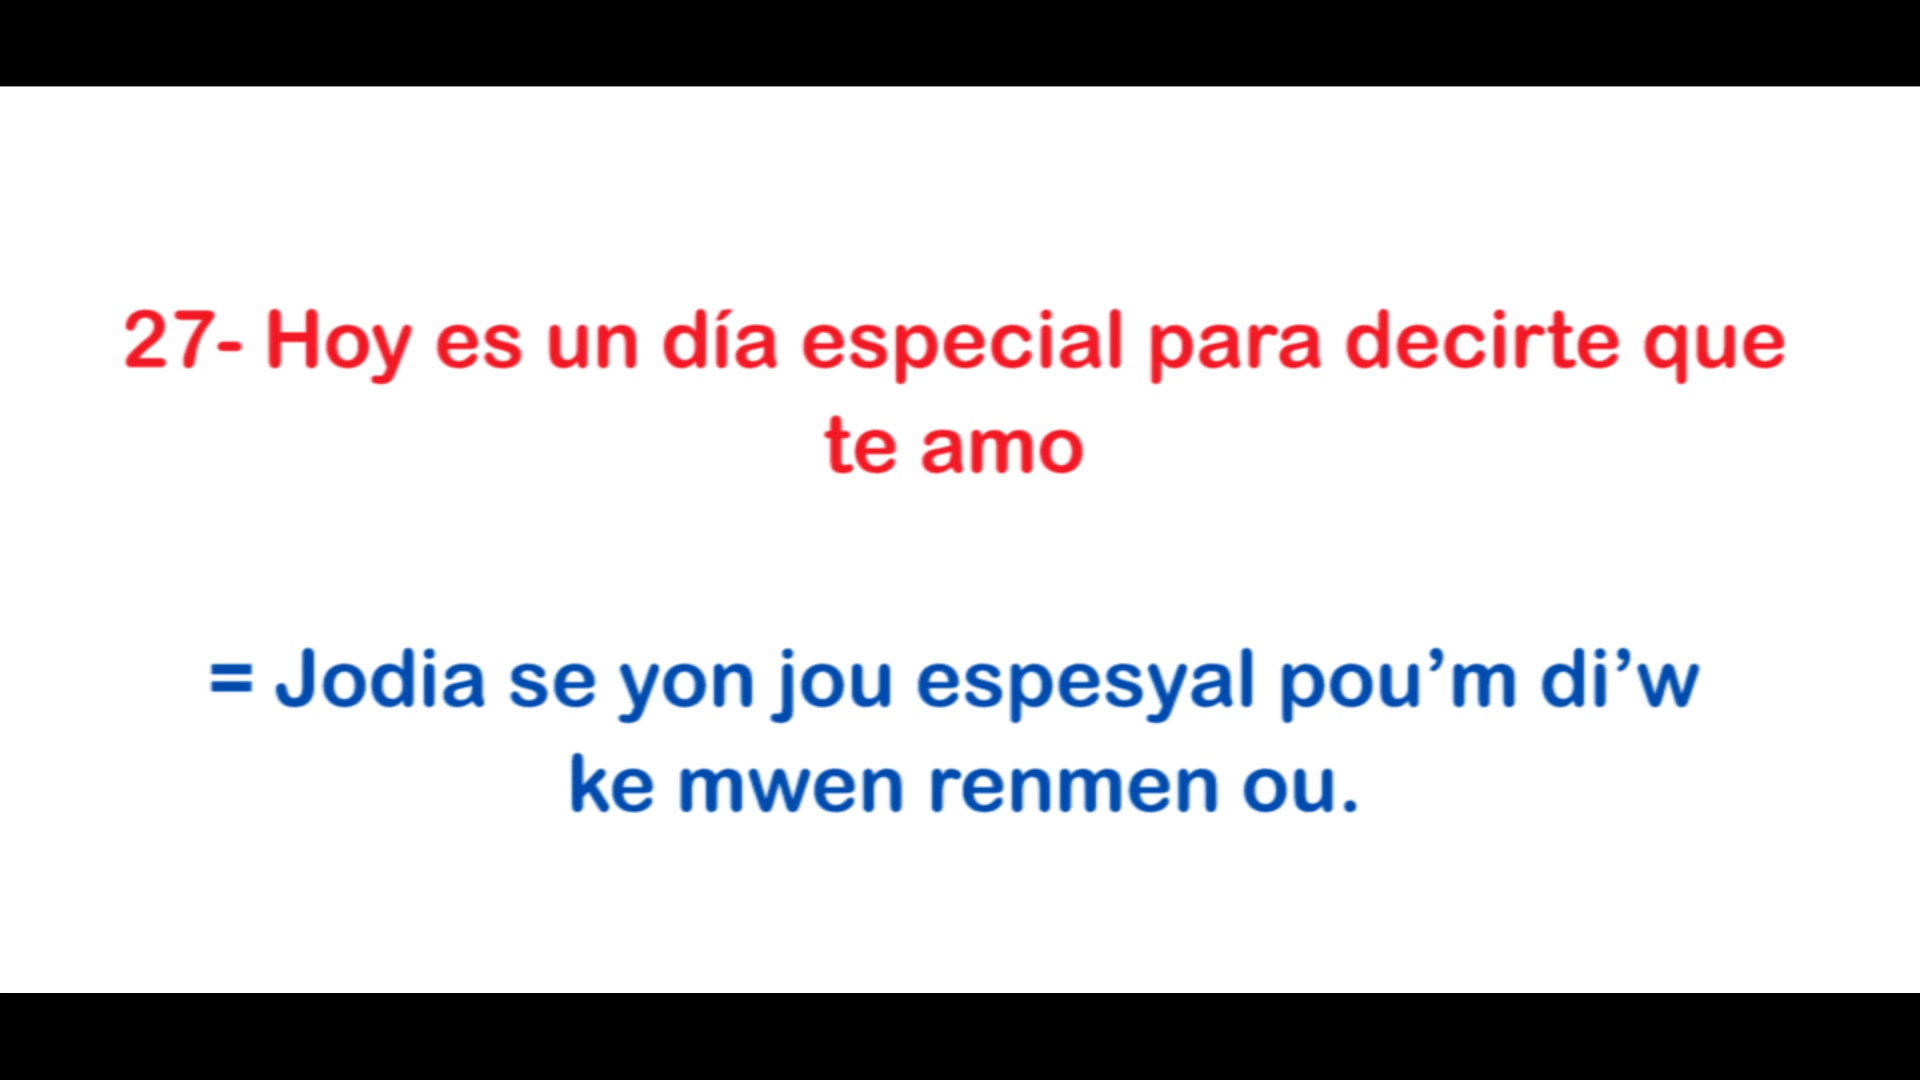 27- Hoy es un día especial para decirte que
te amo
= Jodia se yon jou espesyal pou’m di’w
ke mwen renmen ou.